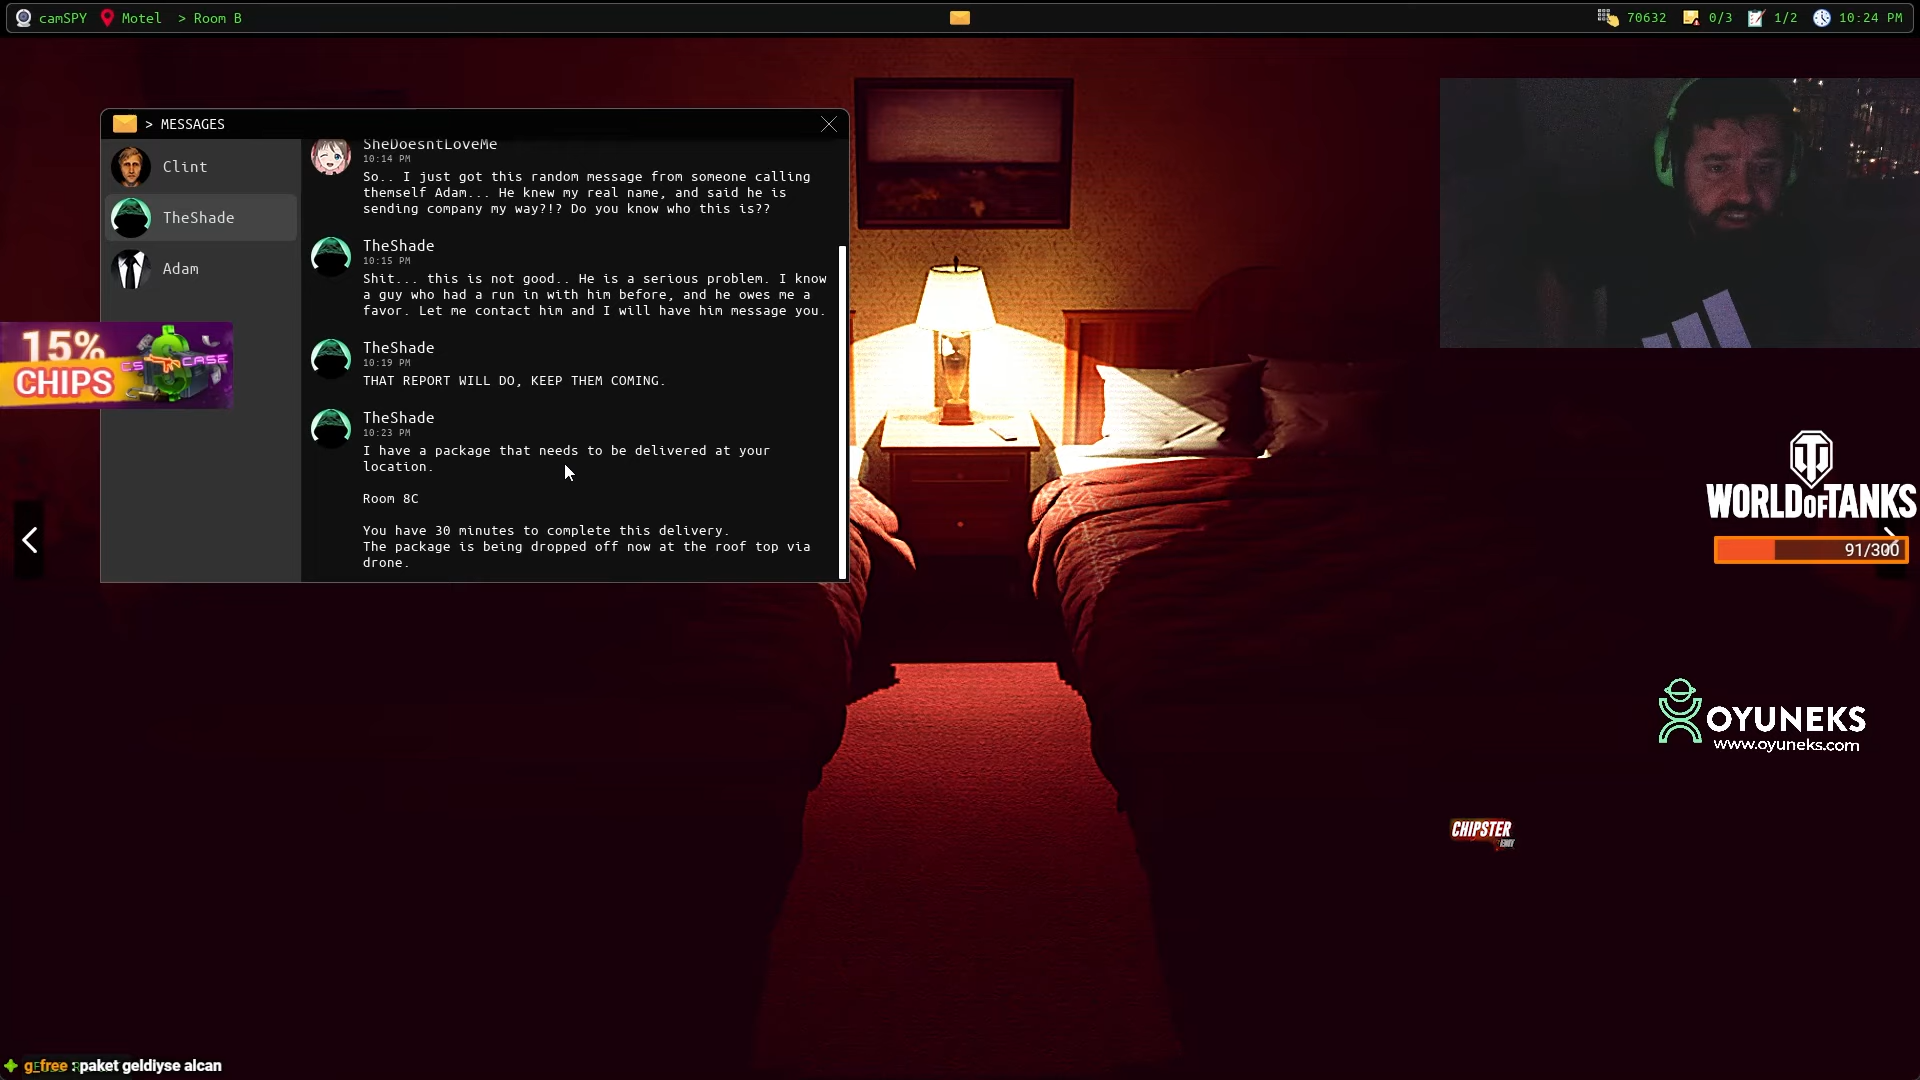 camSPY Motel > Room B
70632 0/3 1/2 10:24 PM
> MESSAGES
Clint
TheShade
Adam
SheDoesntLoveMe
10:14 PM
So.. I just got this random message from someone calling
themself Adam... He knew my real name, and said he is
sending company my way?!? Do you know who this is??
TheShade
10:15 PM
Shit... this is not good.. He is a serious problem. I know
a guy who had a run in with him before, and he owes me a
favor. Let me contact him and I will have him message you.
TheShade
10:19 PM
THAT REPORT WILL DO, KEEP THEM COMING.
TheShade
10:23 PM
I have a package that needs to be delivered at your
location.
Room 8C
You have 30 minutes to complete this delivery.
The package is being dropped off now at the roof top via
drone.
15%
CHIPS
CASE
WORLD OF TANKS
91/300
OYUNEKS
www.oyuneks.com
CHIPSTER
g_free : paket geldiyse alcan